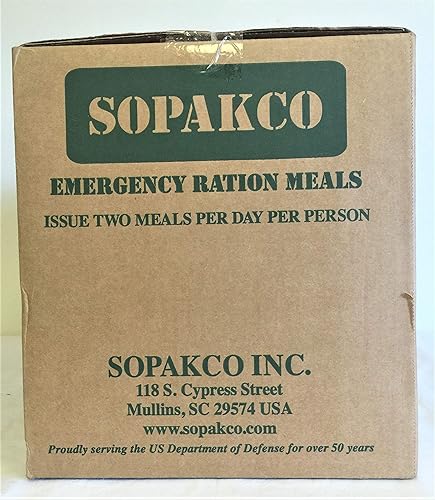 SOPAKCO
EMERGENCY RATION MEALS
ISSUE TWO MEALS PER DAY PER PERSON
SOPAKCO INC.
118 S. Cypress Street
Mullins, SC 29574 USA
www.sopakco.com
Proudly serving the US Department of Defense for over 50 years